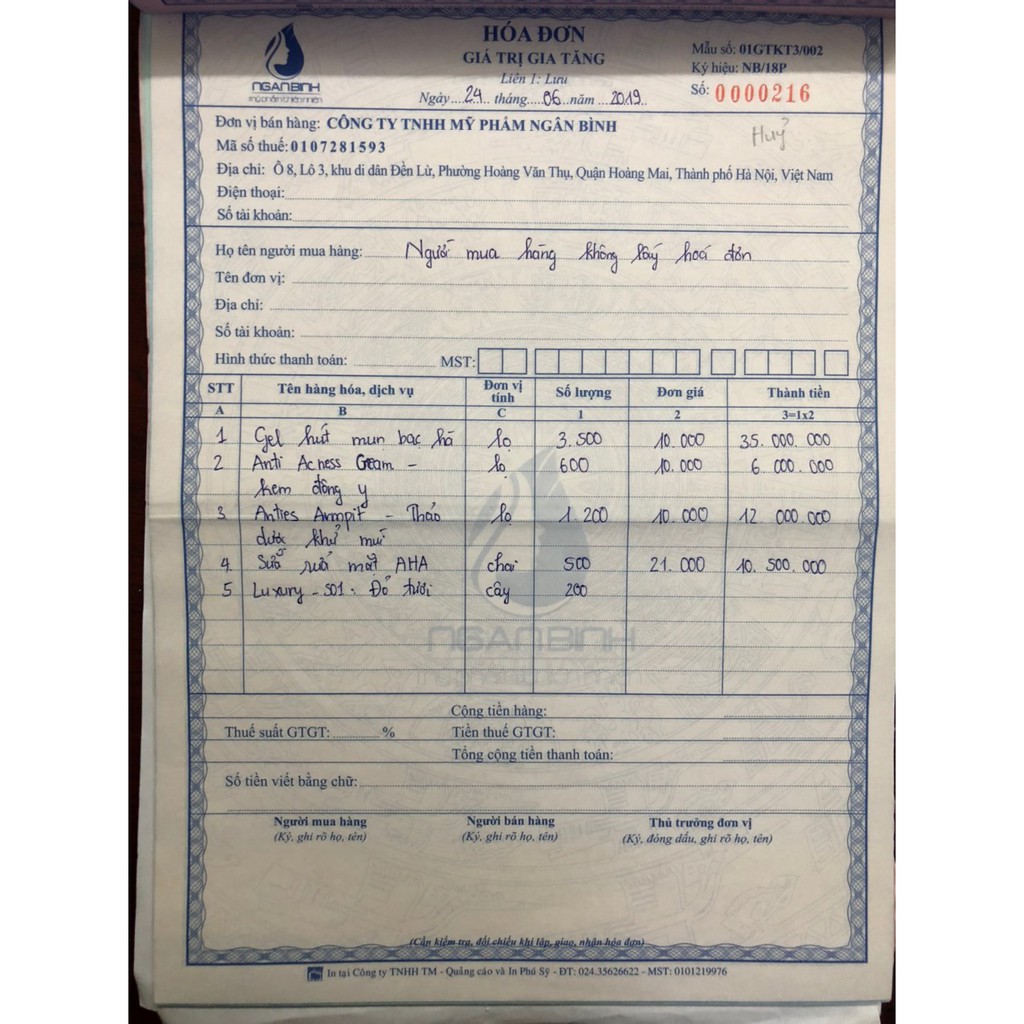 HÓA ĐƠN
GIÁ TRỊ GIA TĂNG
Liên 1: Lưu
Ngày....24.... tháng....06...năm ...2019..
Mẫu số: 01GTKT3/002
Ký hiệu: NB/18P
Số: 0000216
NGANBINH
Huỷ
Đơn vị bán hàng: CÔNG TY TNHH MỸ PHẨM NGÂN BÌNH
Mã số thuế: 0107281593
Địa chỉ: Ô 8, Lô 3, khu di dân Đền Lừ, Phường Hoàng Văn Thụ, Quận Hoàng Mai, Thành phố Hà Nội, Việt Nam
Điện thoại:
Số tài khoản:
Họ tên người mua hàng: Người mua hàng không lấy hoá đơn
Tên đơn vị:
Địa chỉ:
Số tài khoản:
Hình thức thanh toán: MST:
STT Tên hàng hóa, dịch vụ Đơn vị tính Số lượng Đơn giá Thành tiền
A B C 1 2 3=1x2
1 Gel hút mụn bạc hà lọ 3.500 10.000 35.000.000
2 Anti Acness Cream - lọ 600 10.000 6.000.000
kem đông y
3 Anties Armpit - Thảo lọ 1.200 10.000 12.000.000
dược khử mùi
4 Sữa rửa mặt AHA chai 500 21.000 10.500.000
5 Luxury - S01: Đỏ tươi cây 200
NGANBINH
Cộng tiền hàng:
Thuế suất GTGT: % Tiền thuế GTGT:
Tổng cộng tiền thanh toán:
Số tiền viết bằng chữ:
Người mua hàng Người bán hàng Thủ trưởng đơn vị
(Ký, ghi rõ họ, tên) (Ký, ghi rõ họ, tên) (Ký, đóng dấu, ghi rõ họ, tên)
(Cần kiểm tra, đối chiếu khi lập, giao, nhận hóa đơn)
In tại Công ty TNHH TM - Quảng cáo và In Phú Sỹ - ĐT: 024.35626622 - MST: 0101219976